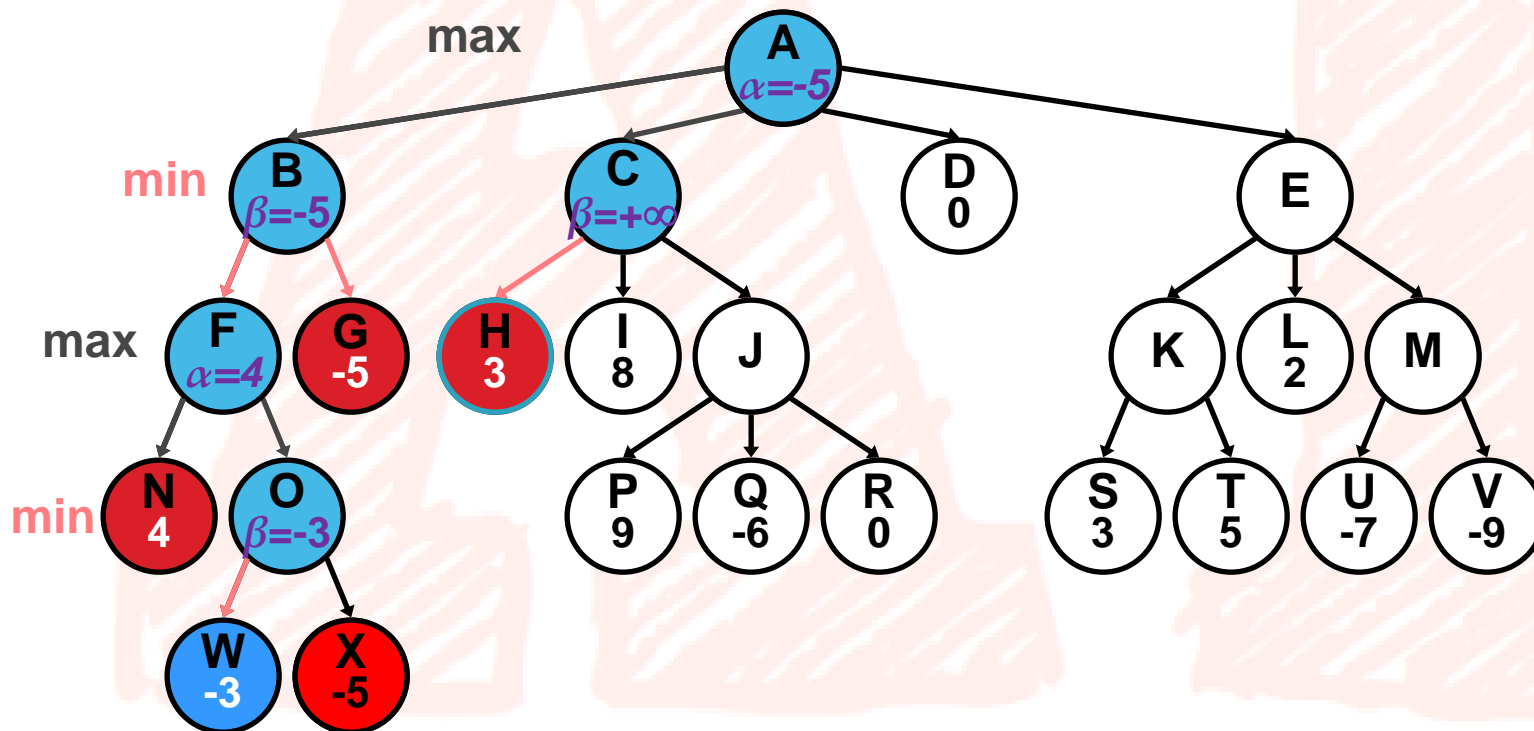 max
A
α=-5
min
B
β=-5
C
β=+∞
D
0
E
max
F
α=4
G
-5
H
3
I
8
J
K
L
2
M
min
N
4
O
β=-3
P
9
Q
-6
R
0
S
3
T
5
U
-7
V
-9
W
-3
X
-5